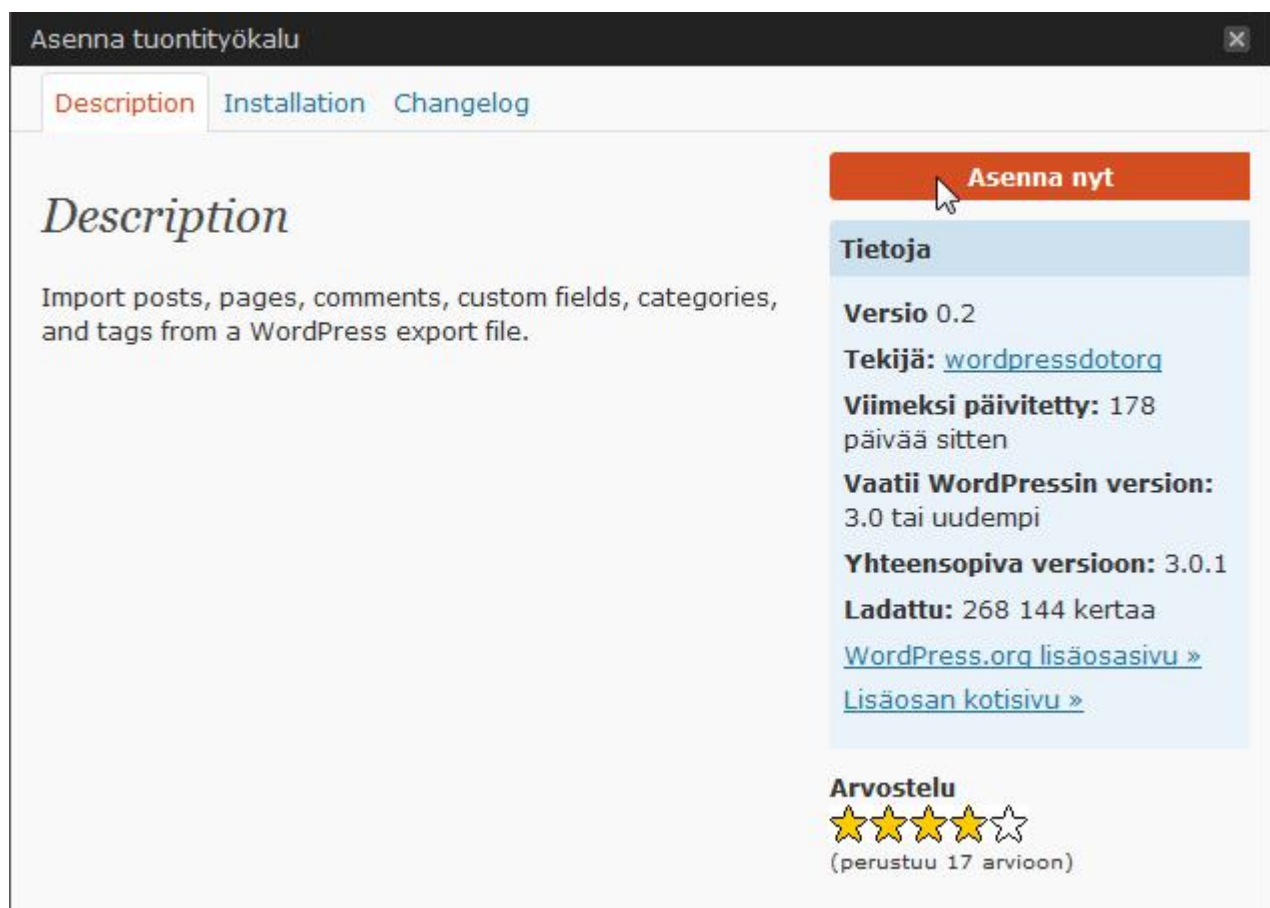 Asenna tuontityökalu
Description Installation Changelog
Description
Import posts, pages, comments, custom fields, categories,
and tags from a WordPress export file.
Asenna nyt
Tietoja
Versio 0.2
Tekijä: wordpressdotorg
Viimeksi päivitetty: 178
päivää sitten
Vaatii WordPressin version:
3.0 tai uudempi
Yhteensopiva versioon: 3.0.1
Ladattu: 268 144 kertaa
WordPress.org lisäosasivu »
Lisäosan kotisivu »
Arvostelu
(perustuu 17 arvioon)